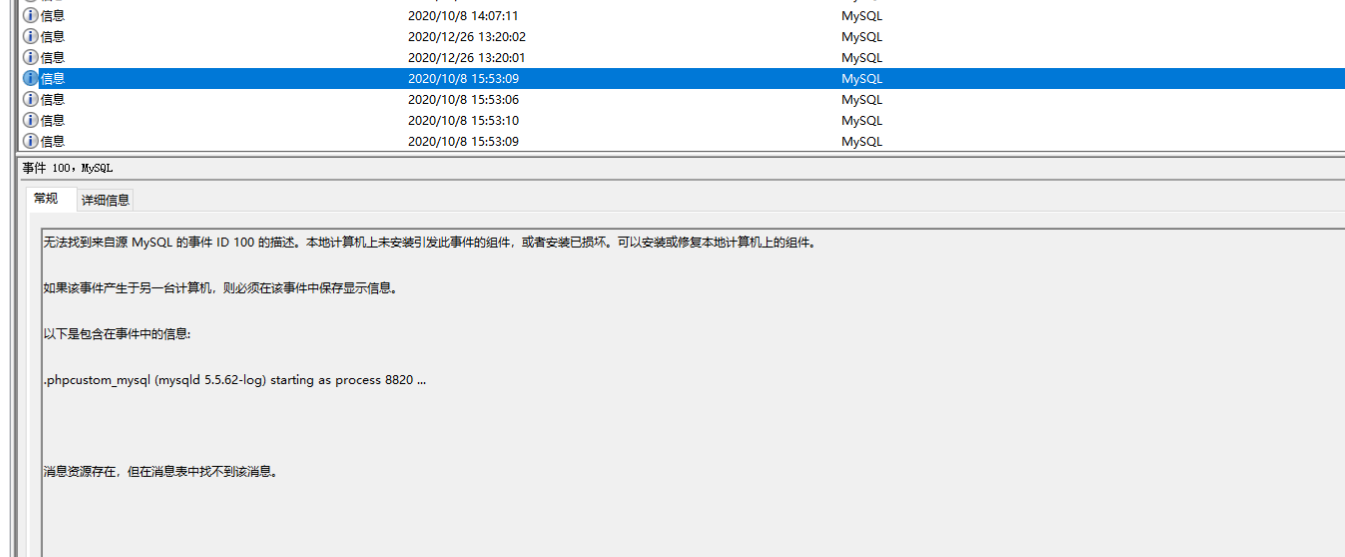 信息 2020/10/8 14:07:11 MySQL
信息 2020/12/26 13:20:02 MySQL
信息 2020/12/26 13:20:01 MySQL
信息 2020/10/8 15:53:09 MySQL
信息 2020/10/8 15:53:06 MySQL
信息 2020/10/8 15:53:10 MySQL
信息 2020/10/8 15:53:09 MySQL
事件 100，MySQL
常规 详细信息
无法找到来自源 MySQL 的事件 ID 100 的描述。本地计算机上未安装引发此事件的组件，或者安装已损坏。可以安装或修复本地计算机上的组件。
如果该事件产生于另一台计算机，则必须在该事件中保存显示信息。
以下是包含在事件中的信息:
.phpcustom_mysql (mysqld 5.5.62-log) starting as process 8820 ...
消息资源存在，但在消息表中找不到该消息。